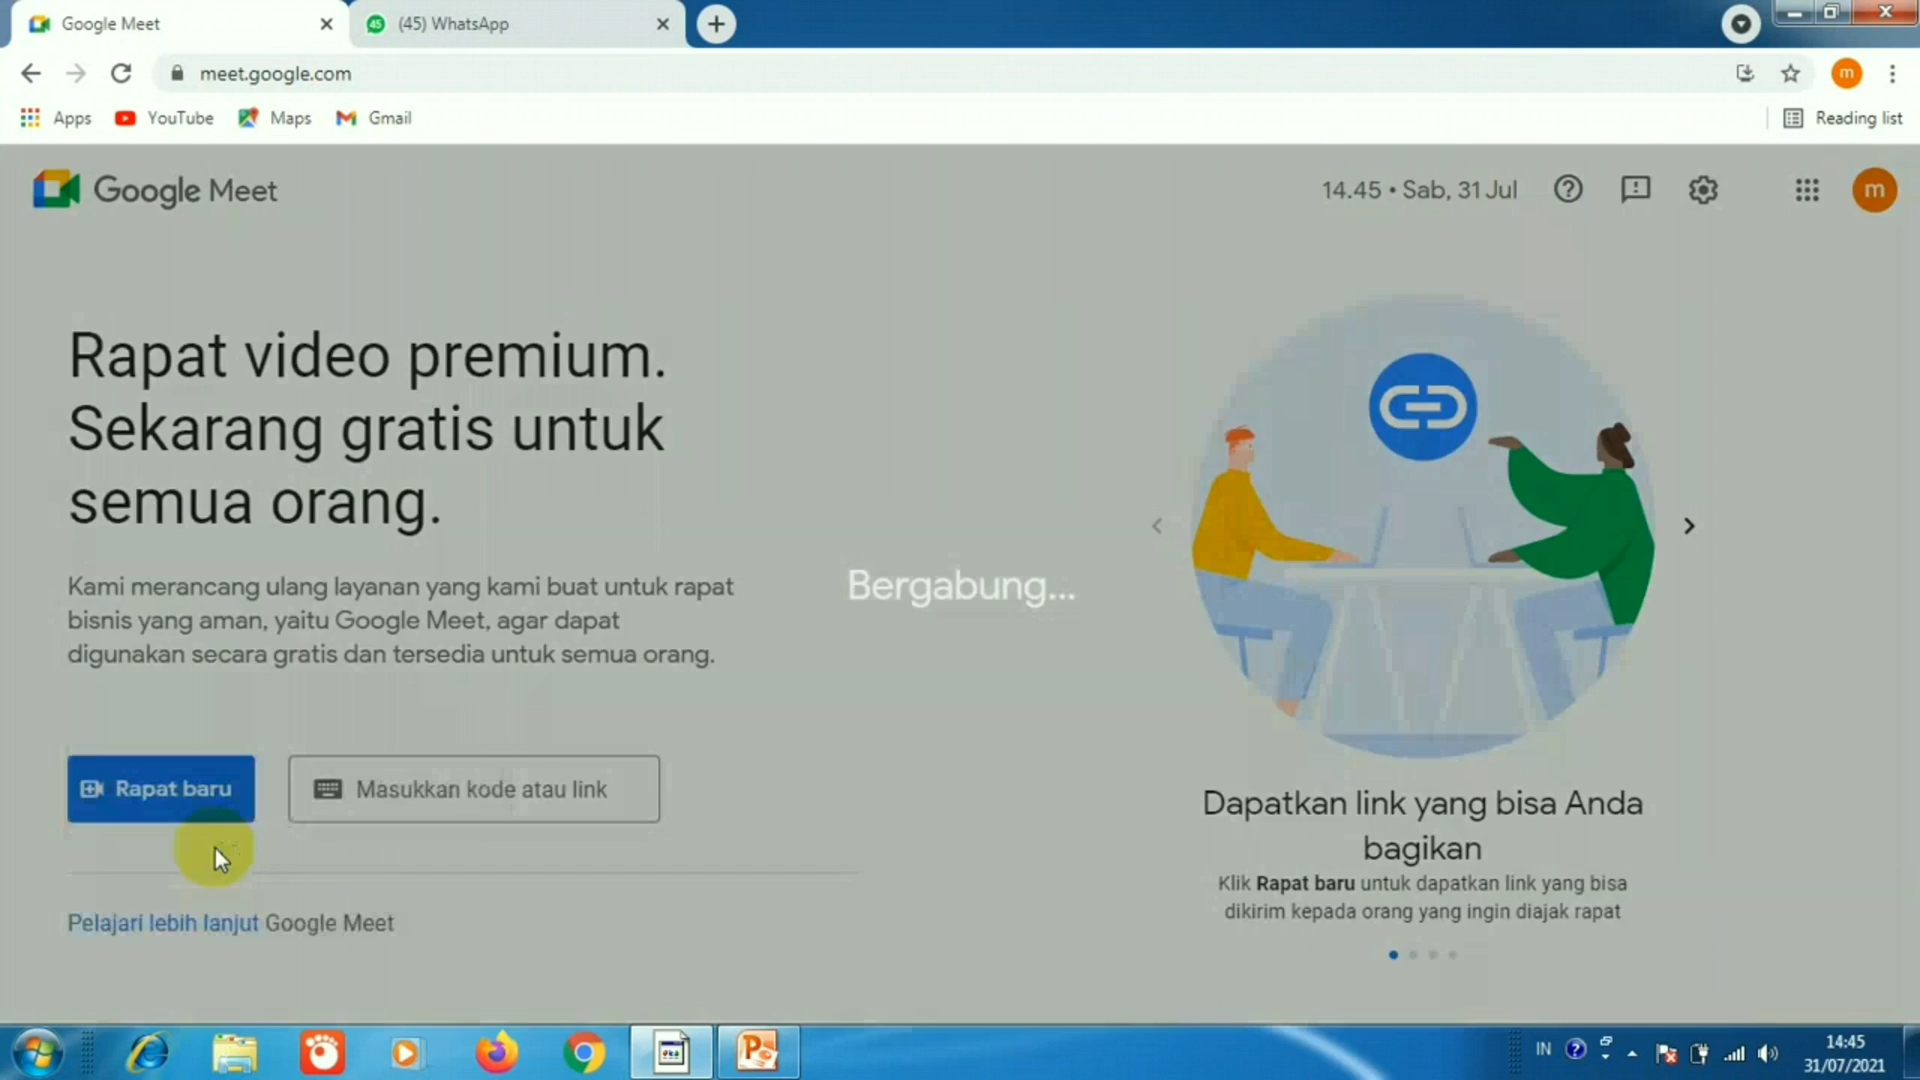 Google Meet
(45) WhatsApp
meet.google.com
m
Apps
YouTube
Maps
Gmail
Reading list
Google Meet
14.45 • Sab, 31 Jul
m
Rapat video premium.
Sekarang gratis untuk
semua orang.
Kami merancang ulang layanan yang kami buat untuk rapat
bisnis yang aman, yaitu Google Meet, agar dapat
digunakan secara gratis dan tersedia untuk semua orang.
Bergabung...
Rapat baru
Masukkan kode atau link
Pelajari lebih lanjut Google Meet
Dapatkan link yang bisa Anda
bagikan
Klik Rapat baru untuk dapatkan link yang bisa
dikirim kepada orang yang ingin diajak rapat
IN
14:45
31/07/2021